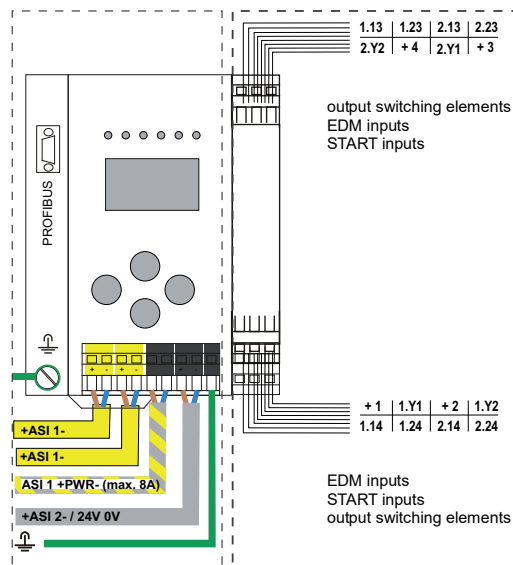 1.13 1.23 2.13 2.23
2.Y2 + 4 2.Y1 + 3
output switching elements
EDM inputs
START inputs
PROFIBUS
+ - + - + -
+ASI 1-
+ASI 1-
ASI 1 +PWR- (max. 8A)
+ASI 2- / 24V 0V
+ 1 1.Y1 + 2 1.Y2
1.14 1.24 2.14 2.24
EDM inputs
START inputs
output switching elements